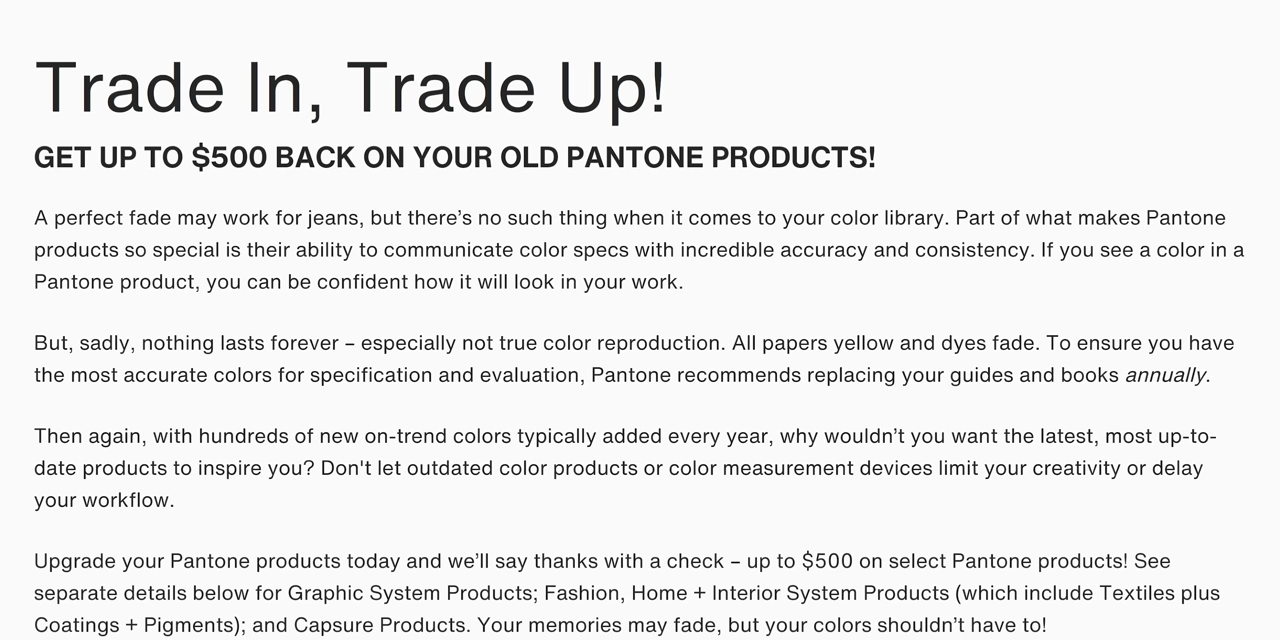 Trade In, Trade Up!
GET UP TO $500 BACK ON YOUR OLD PANTONE PRODUCTS!
A perfect fade may work for jeans, but there’s no such thing when it comes to your color library. Part of what makes Pantone
products so special is their ability to communicate color specs with incredible accuracy and consistency. If you see a color in a
Pantone product, you can be confident how it will look in your work.
But, sadly, nothing lasts forever – especially not true color reproduction. All papers yellow and dyes fade. To ensure you have
the most accurate colors for specification and evaluation, Pantone recommends replacing your guides and books annually.
Then again, with hundreds of new on-trend colors typically added every year, why wouldn’t you want the latest, most up-to-
date products to inspire you? Don't let outdated color products or color measurement devices limit your creativity or delay
your workflow.
Upgrade your Pantone products today and we’ll say thanks with a check – up to $500 on select Pantone products! See
separate details below for Graphic System Products; Fashion, Home + Interior System Products (which include Textiles plus
Coatings + Pigments); and Capsure Products. Your memories may fade, but your colors shouldn’t have to!